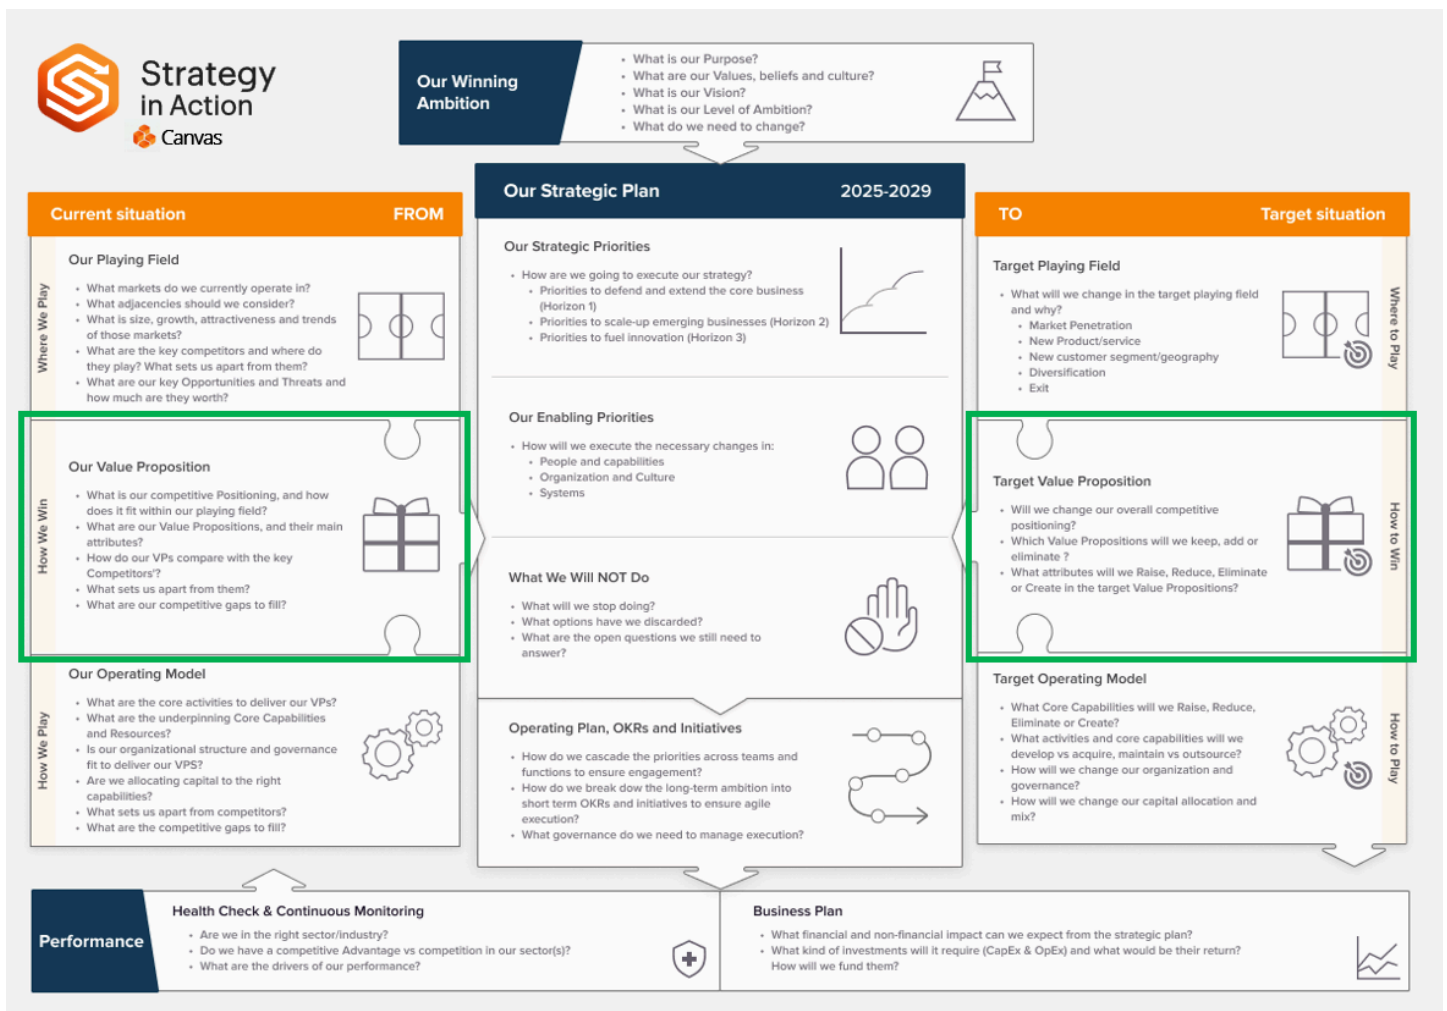 Strategy
in Action
Canvas
Our Winning
Ambition
• What is our Purpose?
• What are our Values, beliefs and culture?
• What is our Vision?
• What is our Level of Ambition?
• What do we need to change?
Current situation FROM
Where We Play
Our Playing Field
• What markets do we currently operate in?
• What adjacencies should we consider?
• What is size, growth, attractiveness and trends
of those markets?
• What are the key competitors and where do
they play? What sets us apart from them?
• What are our key Opportunities and Threats and
how much are they worth?
How We Win
Our Value Proposition
• What is our competitive Positioning, and how
does it fit within our playing field?
• What are our Value Propositions, and their main
attributes?
• How do our VPs compare with the key
Competitors'?
• What sets us apart from them?
• What are our competitive gaps to fill?
How We Play
Our Operating Model
• What are the core activities to deliver our VPs?
• What are the underpinning Core Capabilities
and Resources?
• Is our organizational structure and governance
fit to deliver our VPS?
• Are we allocating capital to the right
capabilities?
• What sets us apart from competitors?
• What are the competitive gaps to fill?
Our Strategic Plan 2025-2029
Our Strategic Priorities
• How are we going to execute our strategy?
• Priorities to defend and extend the core business
(Horizon 1)
• Priorities to scale-up emerging businesses (Horizon 2)
• Priorities to fuel innovation (Horizon 3)
Our Enabling Priorities
• How will we execute the necessary changes in:
• People and capabilities
• Organization and Culture
• Systems
What We Will NOT Do
• What will we stop doing?
• What options have we discarded?
• What are the open questions we still need to
answer?
Operating Plan, OKRs and Initiatives
• How do we cascade the priorities across teams and
functions to ensure engagement?
• How do we break dow the long-term ambition into
short term OKRs and initiatives to ensure agile
execution?
• What governance do we need to manage execution?
TO Target situation
Where to Play
Target Playing Field
• What will we change in the target playing field
and why?
• Market Penetration
• New Product/service
• New customer segment/geography
• Diversification
• Exit
How to Win
Target Value Proposition
• Will we change our overall competitive
positioning?
• Which Value Propositions will we keep, add or
eliminate ?
• What attributes will we Raise, Reduce, Eliminate
or Create in the target Value Propositions?
How to Play
Target Operating Model
• What Core Capabilities will we Raise, Reduce,
Eliminate or Create?
• What activities and core capabilities will we
develop vs acquire, maintain vs outsource?
• How will we change our organization and
governance?
• How will we change our capital allocation and
mix?
Performance
Health Check & Continuous Monitoring
• Are we in the right sector/industry?
• Do we have a competitive Advantage vs competition in our sector(s)?
• What are the drivers of our performance?
Business Plan
• What financial and non-financial impact can we expect from the strategic plan?
• What kind of investments will it require (CapEx & OpEx) and what would be their return?
How will we fund them?